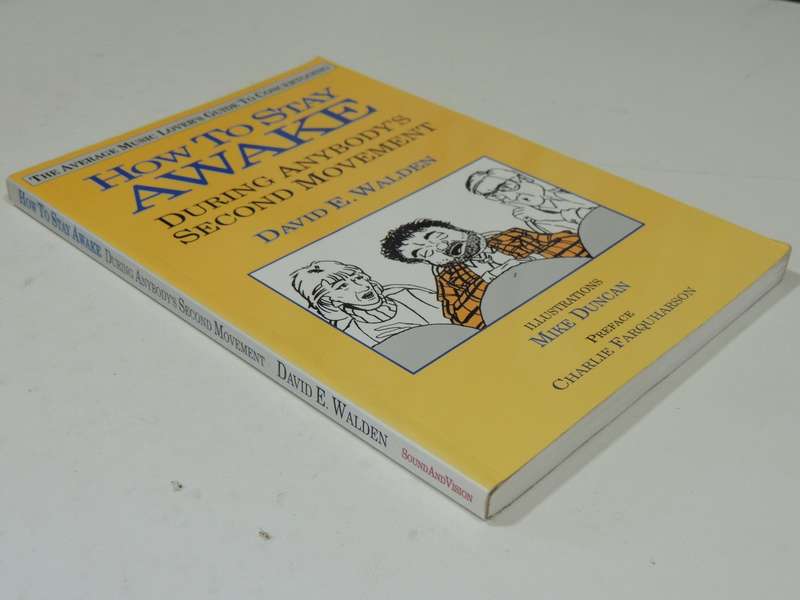 THE AVERAGE MUSIC LOVER'S GUIDE TO CONCERTGOING
HOW TO STAY
AWAKE
DURING ANYBODY'S
SECOND MOVEMENT
DAVID E. WALDEN
ILLUSTRATIONS
MIKE DUNCAN
PREFACE
CHARLIE FARQUHARSON
HOW TO STAY AWAKE DURING ANYBODY'S SECOND MOVEMENT DAVID E. WALDEN SOUNDANDVISION